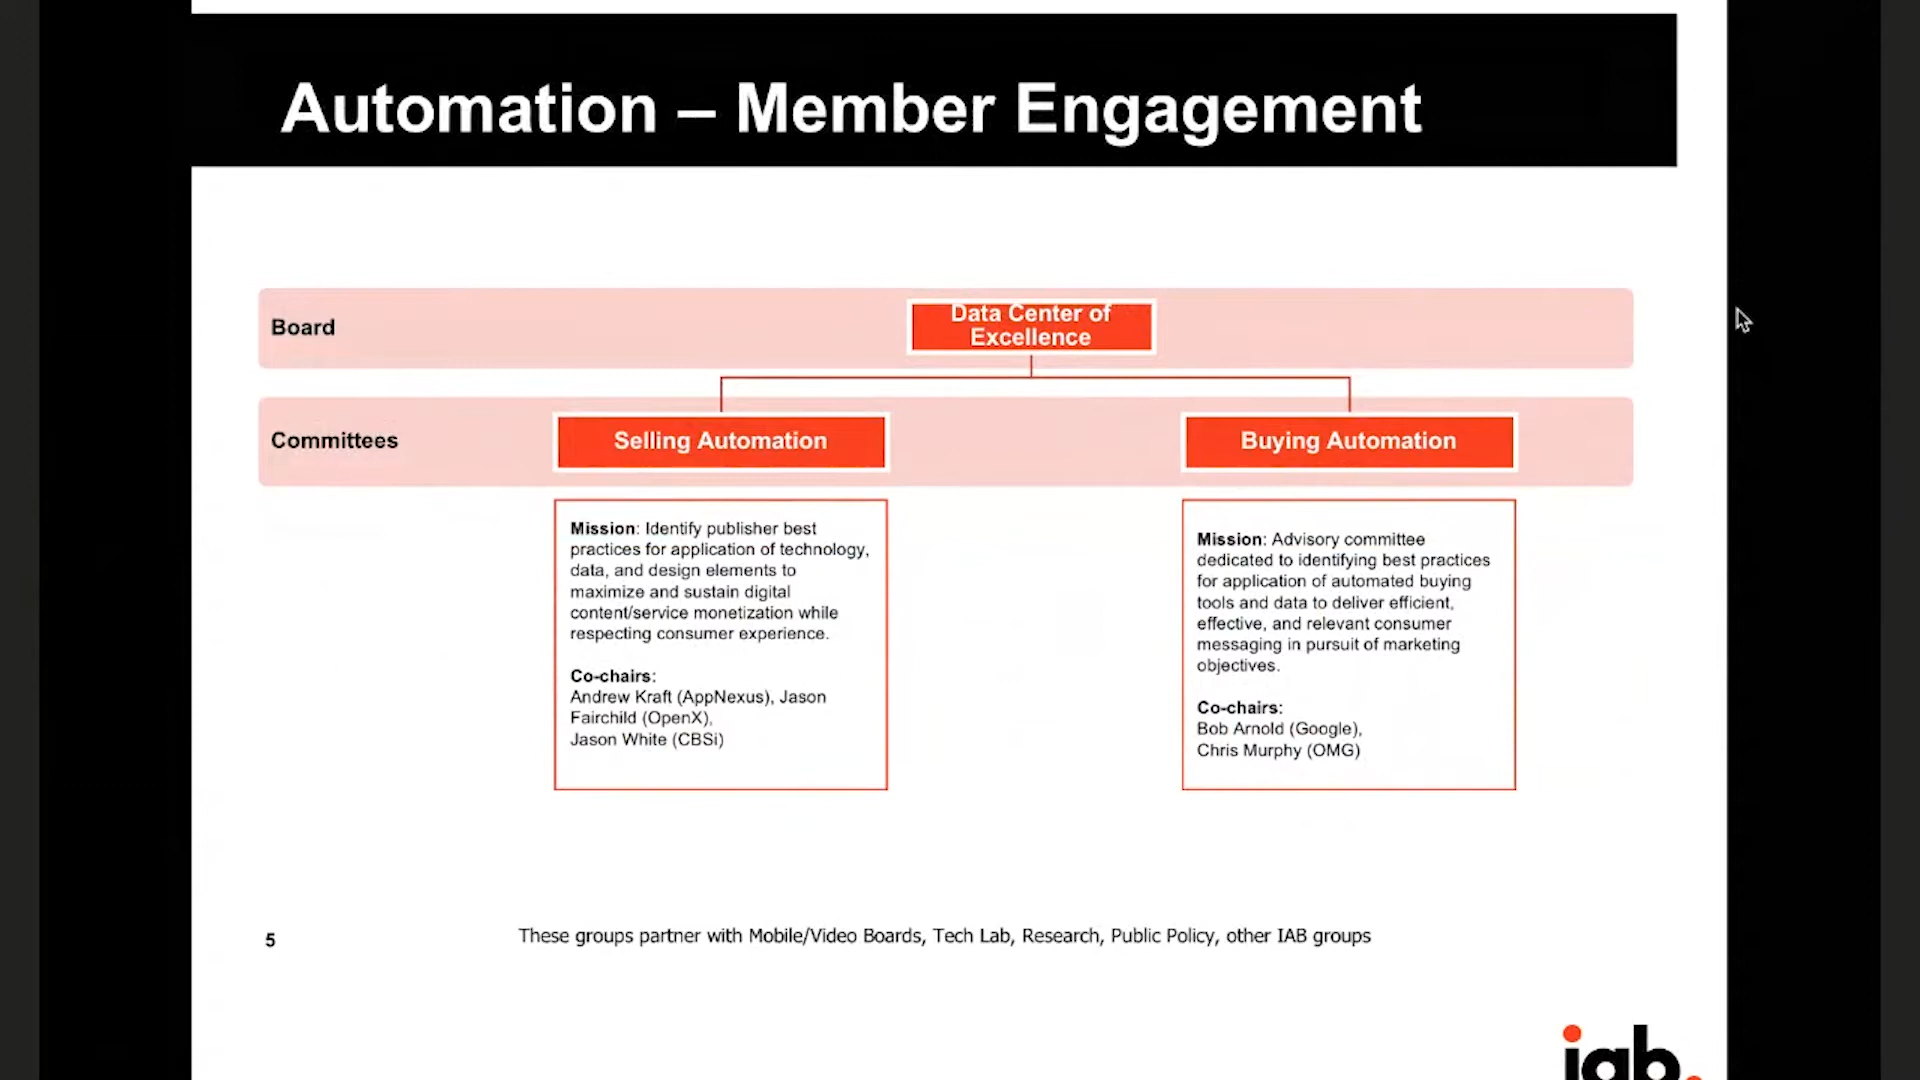 Automation – Member Engagement
Board
Data Center of
Excellence
Committees
Selling Automation
Buying Automation
Mission: Identify publisher best
practices for application of technology,
data, and design elements to
maximize and sustain digital
content/service monetization while
respecting consumer experience.
Co-chairs:
Andrew Kraft (AppNexus), Jason
Fairchild (OpenX),
Jason White (CBSi)
Mission: Advisory committee
dedicated to identifying best practices
for application of automated buying
tools and data to deliver efficient,
effective, and relevant consumer
messaging in pursuit of marketing
objectives.
Co-chairs:
Bob Arnold (Google),
Chris Murphy (OMG)
5
These groups partner with Mobile/Video Boards, Tech Lab, Research, Public Policy, other IAB groups
iab.